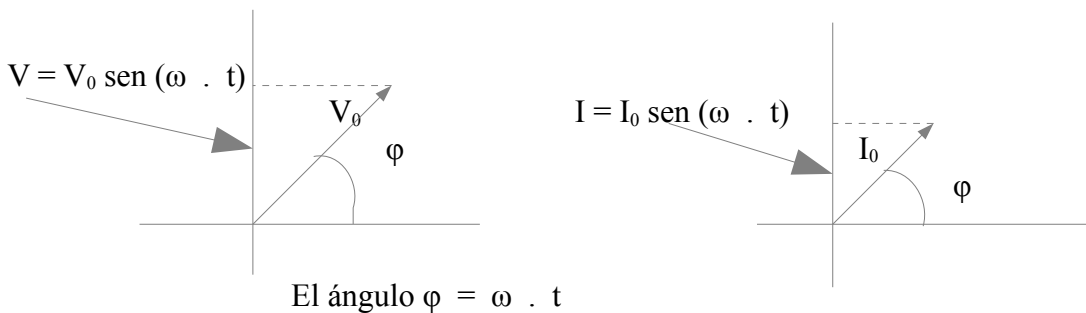 V = V₀ sen (ω . t)
V₀
φ
I = I₀ sen (ω . t)
I₀
φ
El ángulo φ = ω . t